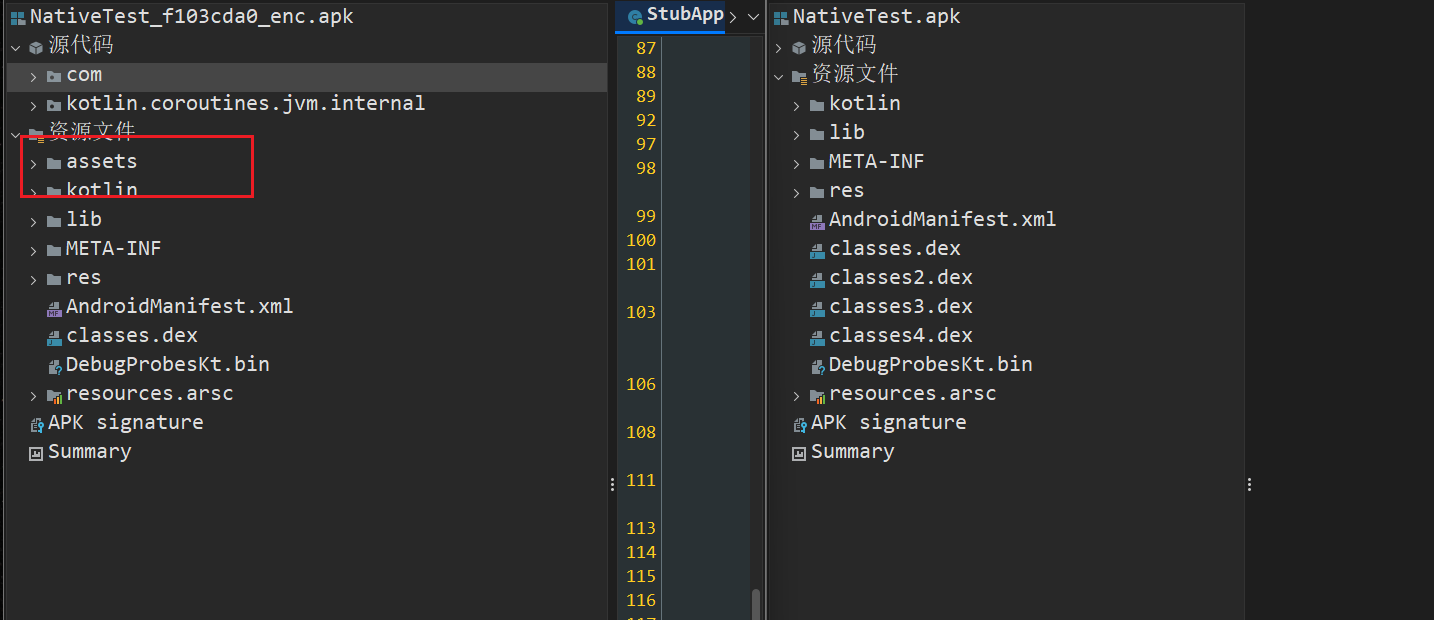 NativeTest_f103cda0_enc.apk
源代码
com
kotlin.coroutines.jvm.internal
资源文件
assets
kotlin
lib
META-INF
res
AndroidManifest.xml
classes.dex
DebugProbesKt.bin
resources.arsc
APK signature
Summary
StubApp
87
88
89
92
97
98
99
100
101
103
106
108
111
113
114
115
116
117
NativeTest.apk
源代码
资源文件
kotlin
lib
META-INF
res
AndroidManifest.xml
classes.dex
classes2.dex
classes3.dex
classes4.dex
DebugProbesKt.bin
resources.arsc
APK signature
Summary